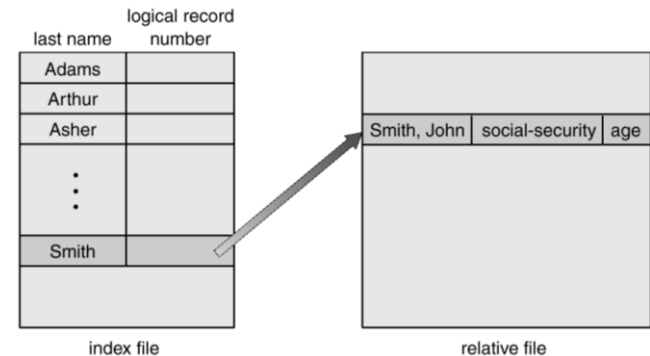 logical record
last name number
Adams
Arthur
Asher
Smith
index file
Smith, John social-security age
relative file